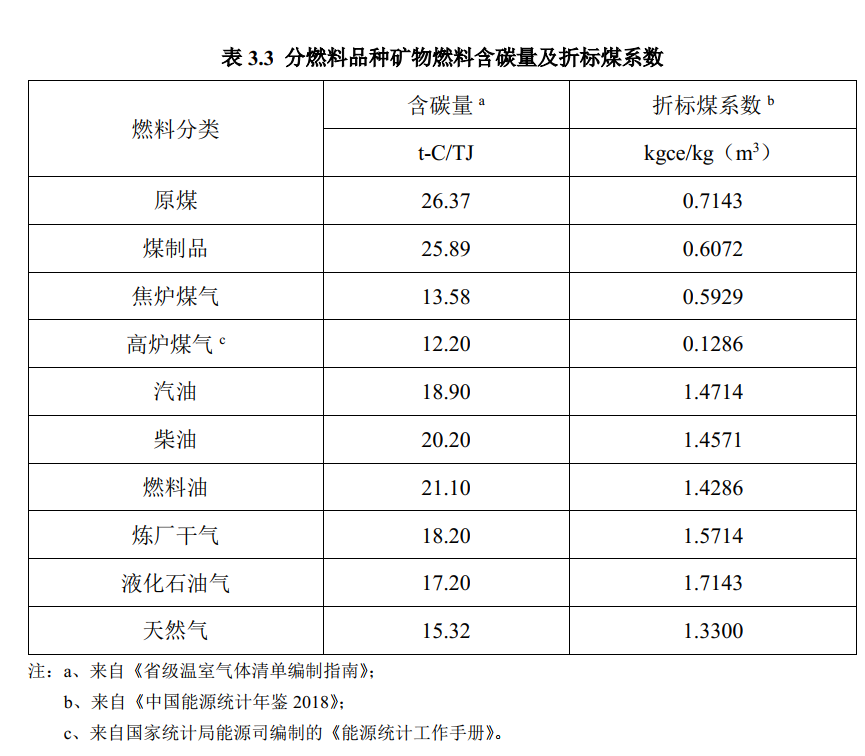 表 3.3 分燃料品种矿物燃料含碳量及折标煤系数
燃料分类 含碳量 a 折标煤系数 b
t-C/TJ kgce/kg（m3）
原煤 26.37 0.7143
煤制品 25.89 0.6072
焦炉煤气 13.58 0.5929
高炉煤气 c 12.20 0.1286
汽油 18.90 1.4714
柴油 20.20 1.4571
燃料油 21.10 1.4286
炼厂干气 18.20 1.5714
液化石油气 17.20 1.7143
天然气 15.32 1.3300
注：a、来自《省级温室气体清单编制指南》；
b、来自《中国能源统计年鉴 2018》；
c、来自国家统计局能源司编制的《能源统计工作手册》。